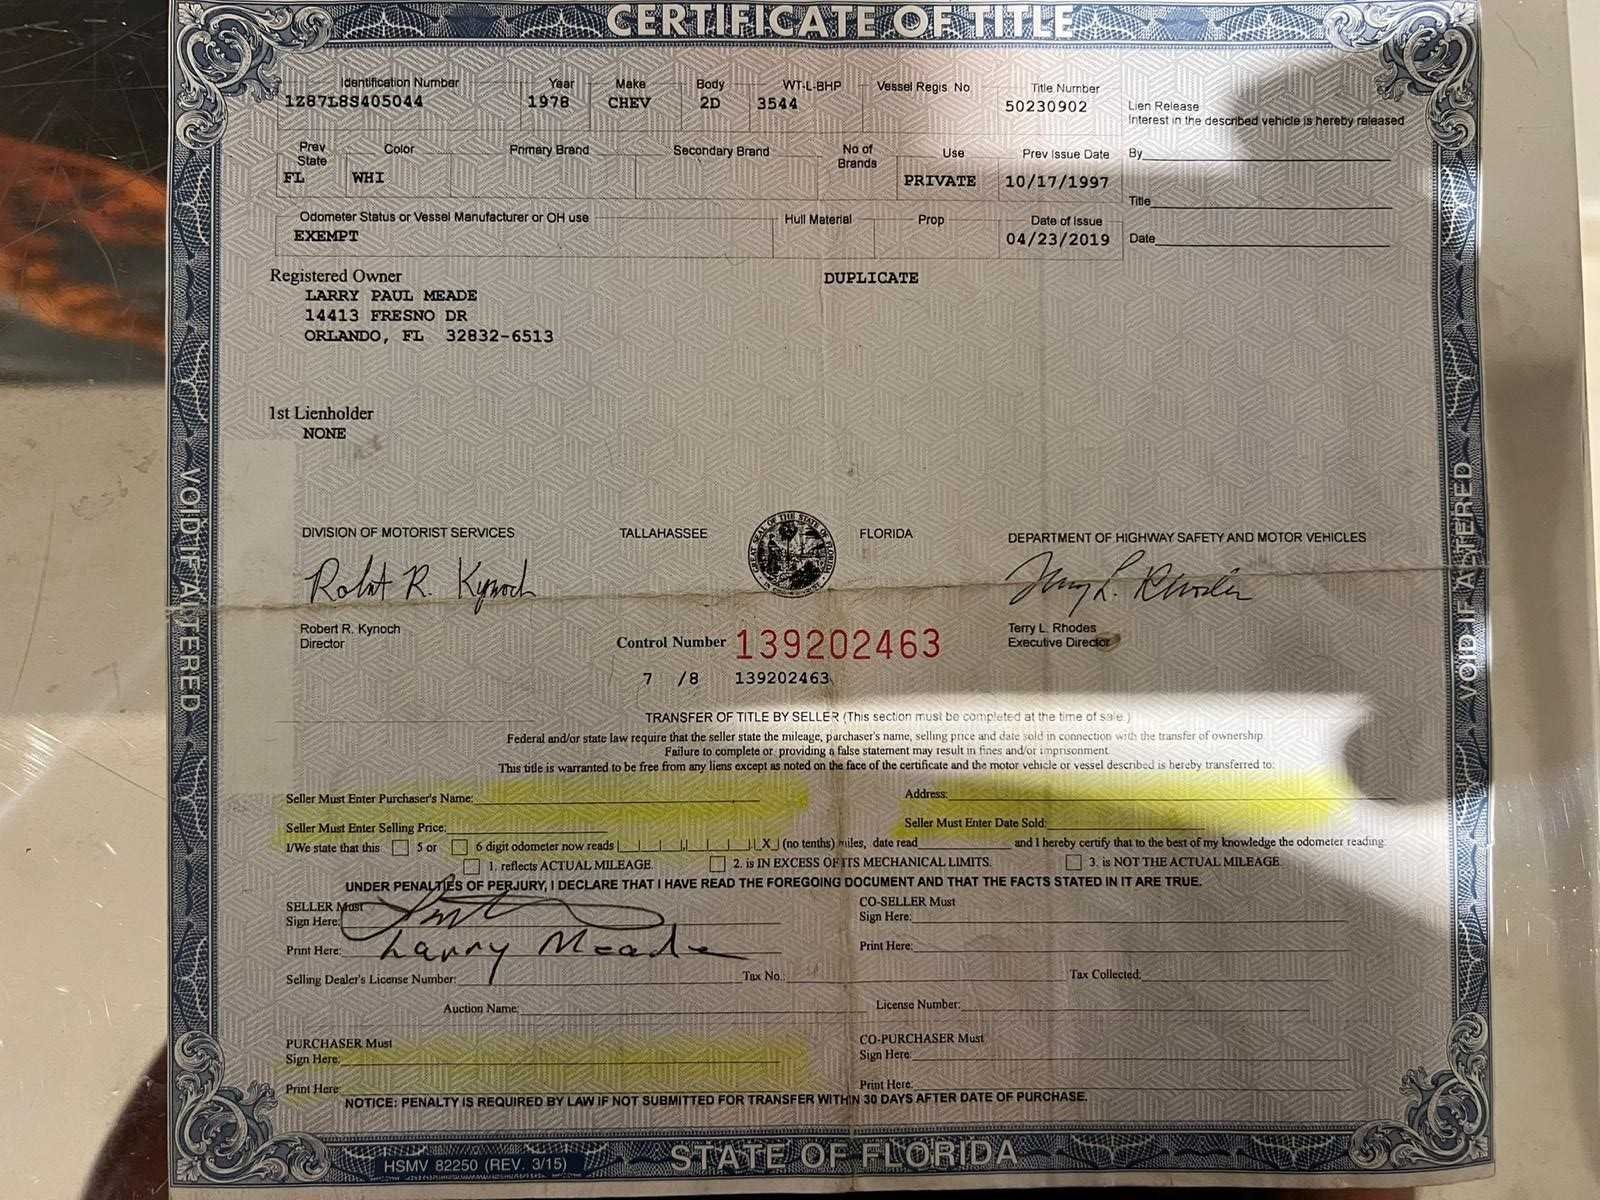 CERTIFICATE OF TITLE
Identification Number Year Make Body WT-L-BHP Vessel Regis. No Title Number
1Z87L8S405044 1978 CHEV 2D 3544 50230902
Lien Release
Interest in the described vehicle is hereby released
Prev State Color Primary Brand Secondary Brand No of Brands Use Prev Issue Date By
FL WHI PRIVATE 10/17/1997
Title
Odometer Status or Vessel Manufacturer or OH use Hull Material Prop Date of Issue
EXEMPT 04/23/2019 Date
Registered Owner DUPLICATE
LARRY PAUL MEADE
14413 FRESNO DR
ORLANDO, FL 32832-6513
1st Lienholder
NONE
DIVISION OF MOTORIST SERVICES TALLAHASSEE FLORIDA DEPARTMENT OF HIGHWAY SAFETY AND MOTOR VEHICLES
GREAT SEAL OF THE STATE OF FLORIDA
IN GOD WE TRUST
Robert R. Kynoch Terry L. Rhodes
Robert R. Kynoch
Director
Control Number 139202463
Terry L. Rhodes
Executive Director
7 /8 139202463
TRANSFER OF TITLE BY SELLER (This section must be completed at the time of sale.)
Federal and/or state law require that the seller state the mileage, purchaser's name, selling price and date sold in connection with the transfer of ownership.
Failure to complete or providing a false statement may result in fines and/or imprisonment.
This title is warranted to be free from any liens except as noted on the face of the certificate and the motor vehicle or vessel described is hereby transferred to:
Seller Must Enter Purchaser's Name: Address:
Seller Must Enter Selling Price: Seller Must Enter Date Sold:
I/We state that this 5 or 6 digit odometer now reads X (no tenths) miles, date read and I hereby certify that to the best of my knowledge the odometer reading:
1. reflects ACTUAL MILEAGE. 2. is IN EXCESS OF ITS MECHANICAL LIMITS. 3. is NOT THE ACTUAL MILEAGE.
UNDER PENALTIES OF PERJURY, I DECLARE THAT I HAVE READ THE FOREGOING DOCUMENT AND THAT THE FACTS STATED IN IT ARE TRUE.
SELLER Must CO-SELLER Must
Sign Here: Sign Here:
Print Here: Larry Meade Print Here:
Selling Dealer's License Number: Tax No.: Tax Collected:
Auction Name: License Number:
PURCHASER Must CO-PURCHASER Must
Sign Here: Sign Here:
Print Here: Print Here:
NOTICE: PENALTY IS REQUIRED BY LAW IF NOT SUBMITTED FOR TRANSFER WITHIN 30 DAYS AFTER DATE OF PURCHASE.
HSMV 82250 (REV. 3/15) STATE OF FLORIDA
VOID IF ALTERED
VOID IF ALTERED